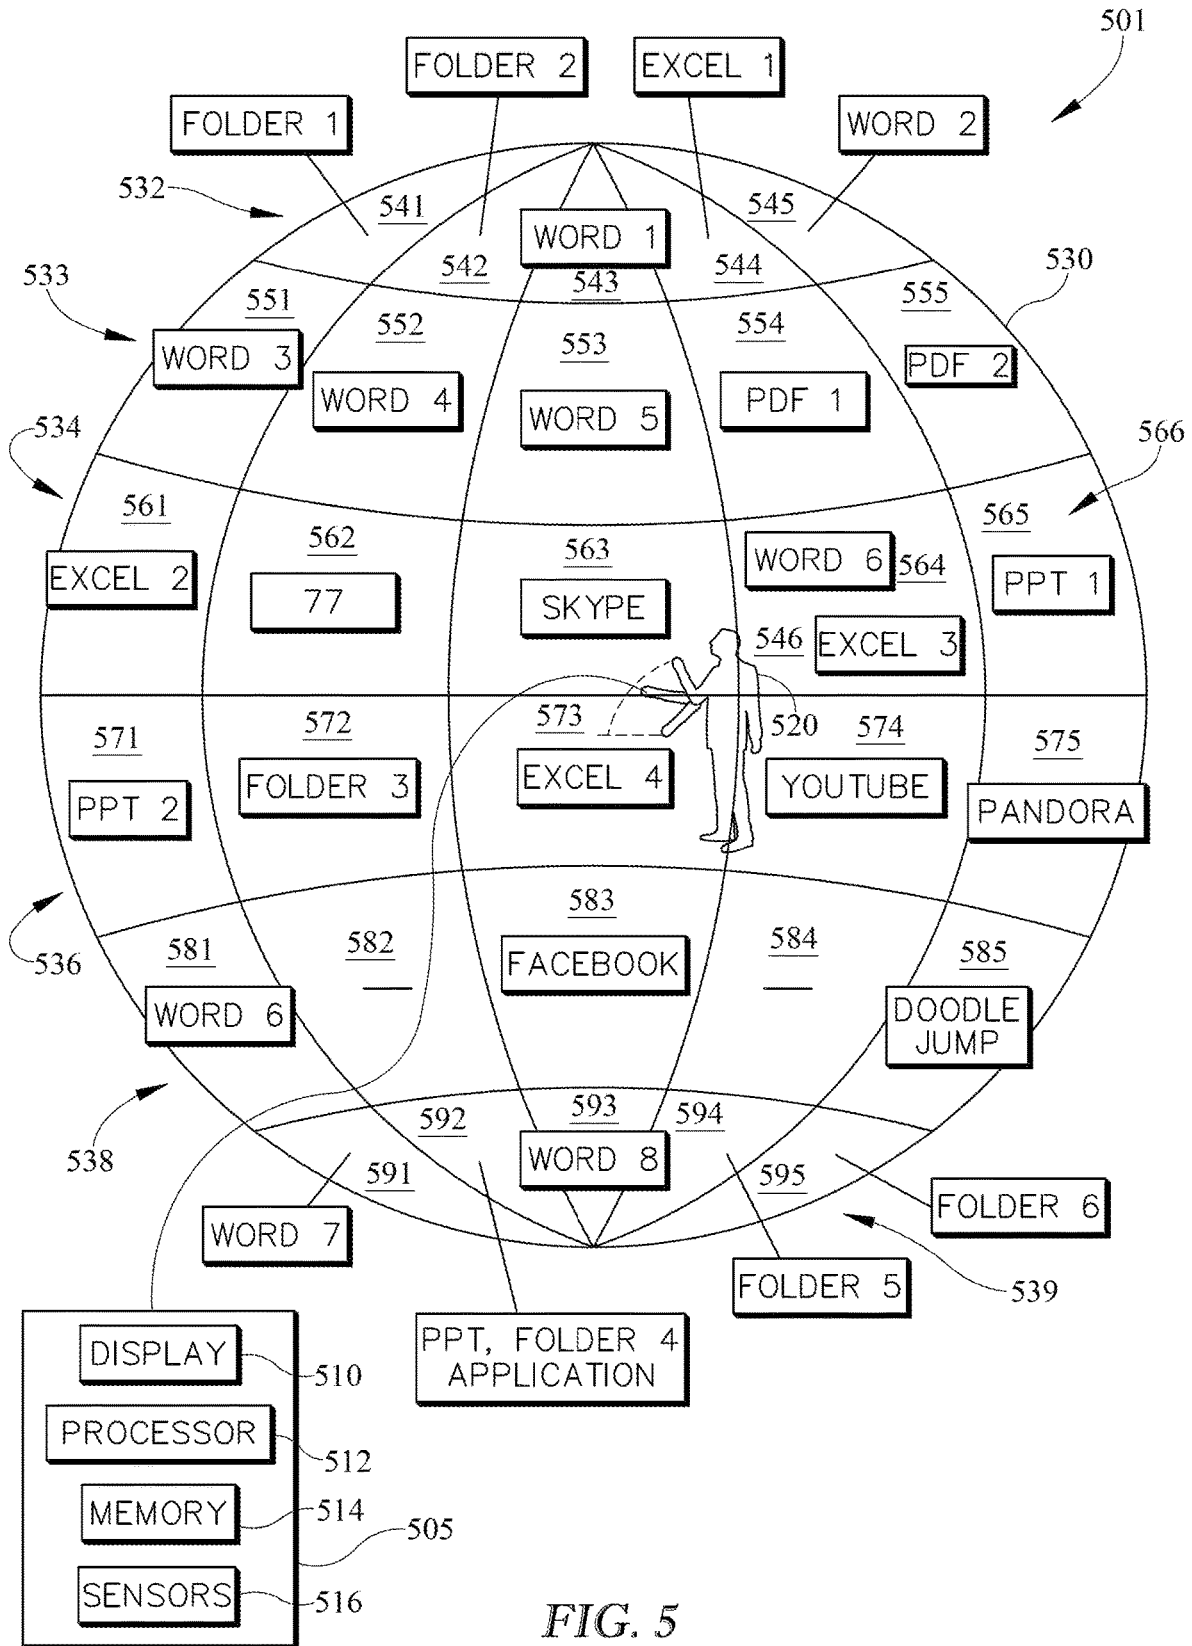 501
FOLDER 2
EXCEL 1
FOLDER 1
WORD 2
532
541
545
WORD 1
542
543
544
530
533
551
552
553
554
555
WORD 3
WORD 4
WORD 5
PDF 1
PDF 2
534
566
561
562
563
WORD 6
564
565
EXCEL 2
77
SKYPE
546
EXCEL 3
PPT 1
571
572
573
520
574
575
PPT 2
FOLDER 3
EXCEL 4
YOUTUBE
PANDORA
536
581
582
583
584
585
WORD 6
FACEBOOK
DOODLE
JUMP
538
592
593
594
591
WORD 8
595
WORD 7
FOLDER 6
FOLDER 5
539
PPT, FOLDER 4
APPLICATION
DISPLAY
510
PROCESSOR
512
MEMORY
514
505
SENSORS
516
FIG. 5